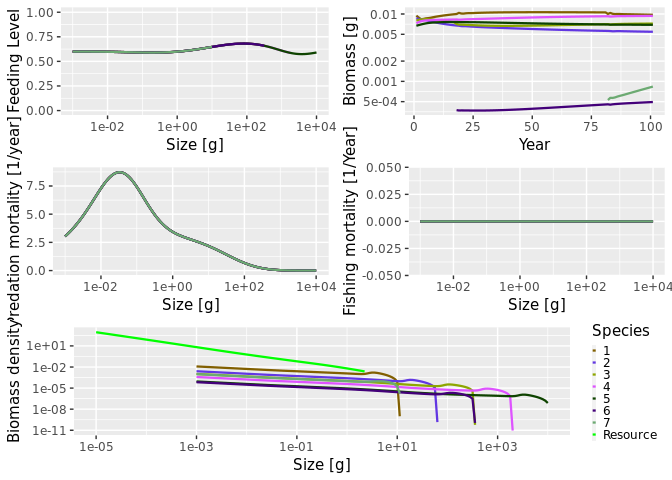 Feeding Level
1.00
0.75
0.50
0.25
0.00
1e-02
1e+00
1e+02
1e+04
Size [g]
Biomass [g]
0.01
0.005
0.002
0.001
5e-04
0
25
50
75
100
Year
redation mortality [1/year]
7.5
5.0
2.5
0.0
1e-02
1e+00
1e+02
1e+04
Size [g]
Fishing mortality [1/Year]
0.050
0.025
0.000
-0.025
-0.050
1e-02
1e+00
1e+02
1e+04
Size [g]
Biomass density
1e+01
1e-02
1e-05
1e-08
1e-11
1e-05
1e-03
1e-01
1e+01
1e+03
Size [g]
Species
1
2
3
4
5
6
7
Resource